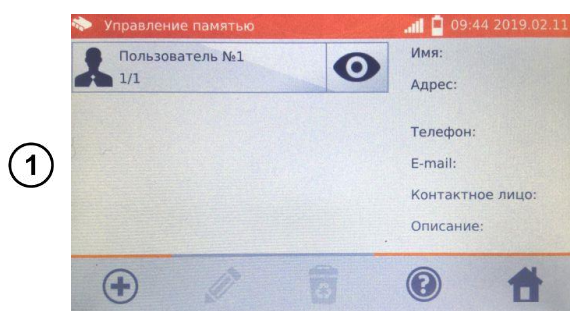 Управление памятью
09:44 2019.02.11
Пользователь №1
1/1
Имя:
Адрес:
Телефон:
E-mail:
Контактное лицо:
Описание:
1